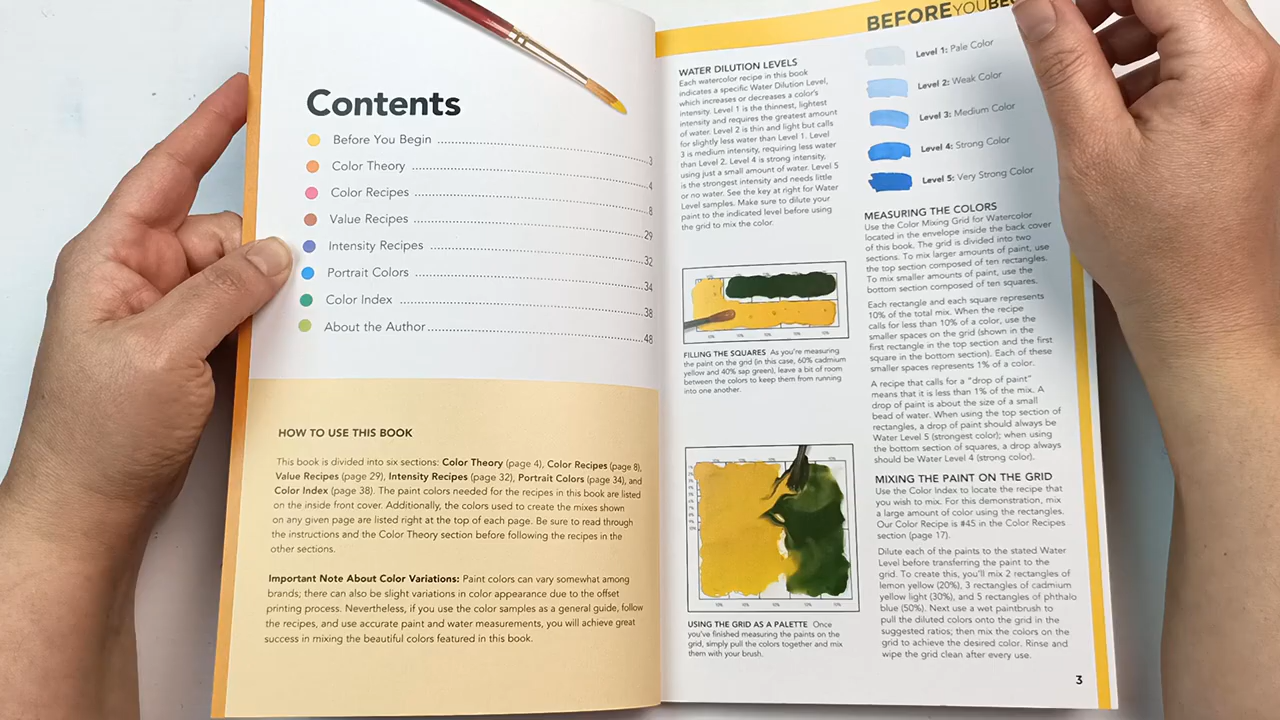 Contents
Before You Begin 3
Color Theory 4
Color Recipes 8
Value Recipes 29
Intensity Recipes 32
Portrait Colors 34
Color Index 38
About the Author 48
HOW TO USE THIS BOOK
This book is divided into six sections: Color Theory (page 4), Color Recipes (page 8),
Value Recipes (page 29), Intensity Recipes (page 32), Portrait Colors (page 34), and
Color Index (page 38). The paint colors needed for the recipes in this book are listed
on the inside front cover. Additionally, the colors used to create the mixes shown
on any given page are listed right at the top of each page. Be sure to read through
the instructions and the Color Theory section before following the recipes in the
other sections.
Important Note About Color Variations: Paint colors can vary somewhat among
brands; there can also be slight variations in color appearance due to the offset
printing process. Nevertheless, if you use the color samples as a general guide, follow
the recipes, and use accurate paint and water measurements, you will achieve great
success in mixing the beautiful colors featured in this book.
BEFOREYOUBEG
WATER DILUTION LEVELS
Each watercolor recipe in this book
indicates a specific Water Dilution Level,
which increases or decreases a color's
intensity. Level 1 is the thinnest, lightest
intensity and requires the greatest amount
of water. Level 2 is thin and light but calls
for slightly less water than Level 1. Level
3 is medium intensity, requiring less water
than Level 2. Level 4 is strong intensity,
using just a small amount of water. Level 5
is the strongest intensity and needs little
or no water. See the key at right for Water
Level samples. Make sure to dilute your
paint to the indicated level before using
the grid to mix the color.
FILLING THE SQUARES As you're measuring
the paint on the grid (in this case, 60% cadmium
yellow and 40% sap green), leave a bit of room
between the colors to keep them from running
into one another.
USING THE GRID AS A PALETTE Once
you've finished measuring the paints on the
grid, simply pull the colors together and mix
them with your brush.
Level 1: Pale Color
Level 2: Weak Color
Level 3: Medium Color
Level 4: Strong Color
Level 5: Very Strong Color
MEASURING THE COLORS
Use the Color Mixing Grid for Watercolor
located in the envelope inside the back cover
of this book. The grid is divided into two
sections. To mix larger amounts of paint, use
the top section composed of ten rectangles.
To mix smaller amounts of paint, use the
bottom section composed of ten squares.
Each rectangle and each square represents
10% of the total mix. When the recipe
calls for less than 10% of a color, use the
smaller spaces on the grid (shown in the
first rectangle in the top section and the first
square in the bottom section). Each of these
smaller spaces represents 1% of a color.
A recipe that calls for a "drop of paint"
means that it is less than 1% of the mix. A
drop of paint is about the size of a small
bead of water. When using the top section of
rectangles, a drop of paint should always be
Water Level 5 (strongest color); when using
the bottom section of squares, a drop always
should be Water Level 4 (strong color).
MIXING THE PAINT ON THE GRID
Use the Color Index to locate the recipe that
you wish to mix. For this demonstration, mix
a large amount of color using the rectangles.
Our Color Recipe is #45 in the Color Recipes
section (page 17).
Dilute each of the paints to the stated Water
Level before transferring the paint to the
grid. To create this, you'll mix 2 rectangles of
lemon yellow (20%), 3 rectangles of cadmium
yellow light (30%), and 5 rectangles of phthalo
blue (50%). Next use a wet paintbrush to
pull the diluted colors onto the grid in the
suggested ratios; then mix the colors on the
grid to achieve the desired color. Rinse and
wipe the grid clean after every use.
3